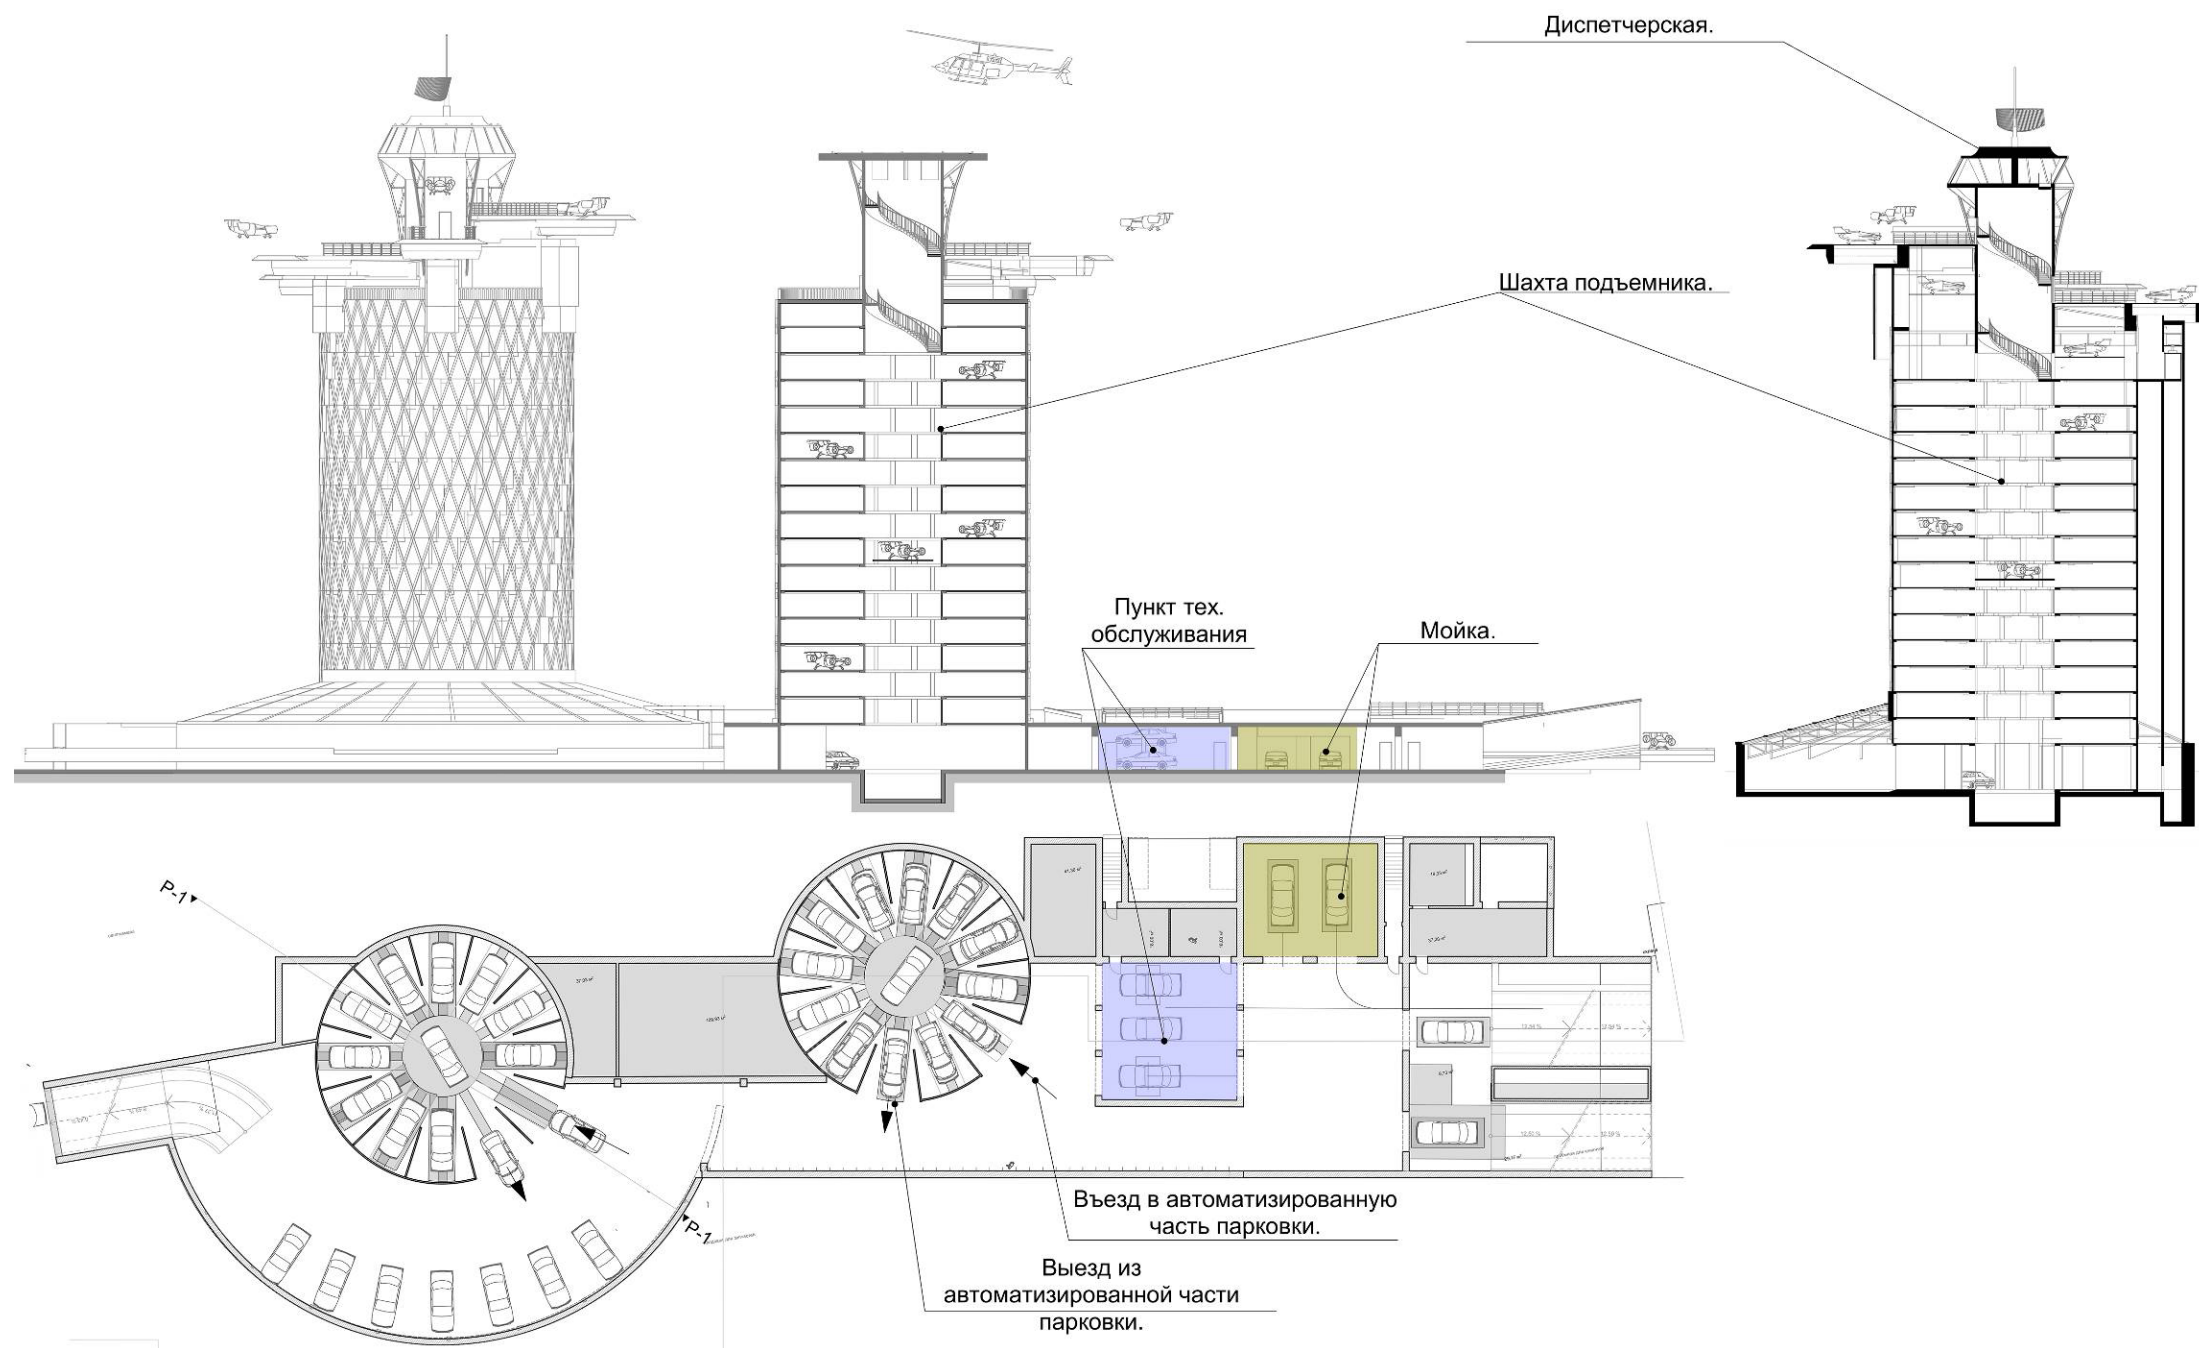 Диспетчерская.
Шахта подъемника.
Пункт тех.
обслуживания
Мойка.
P-1
P-1
Въезд в автоматизированную
часть парковки.
Выезд из
автоматизированной части
парковки.